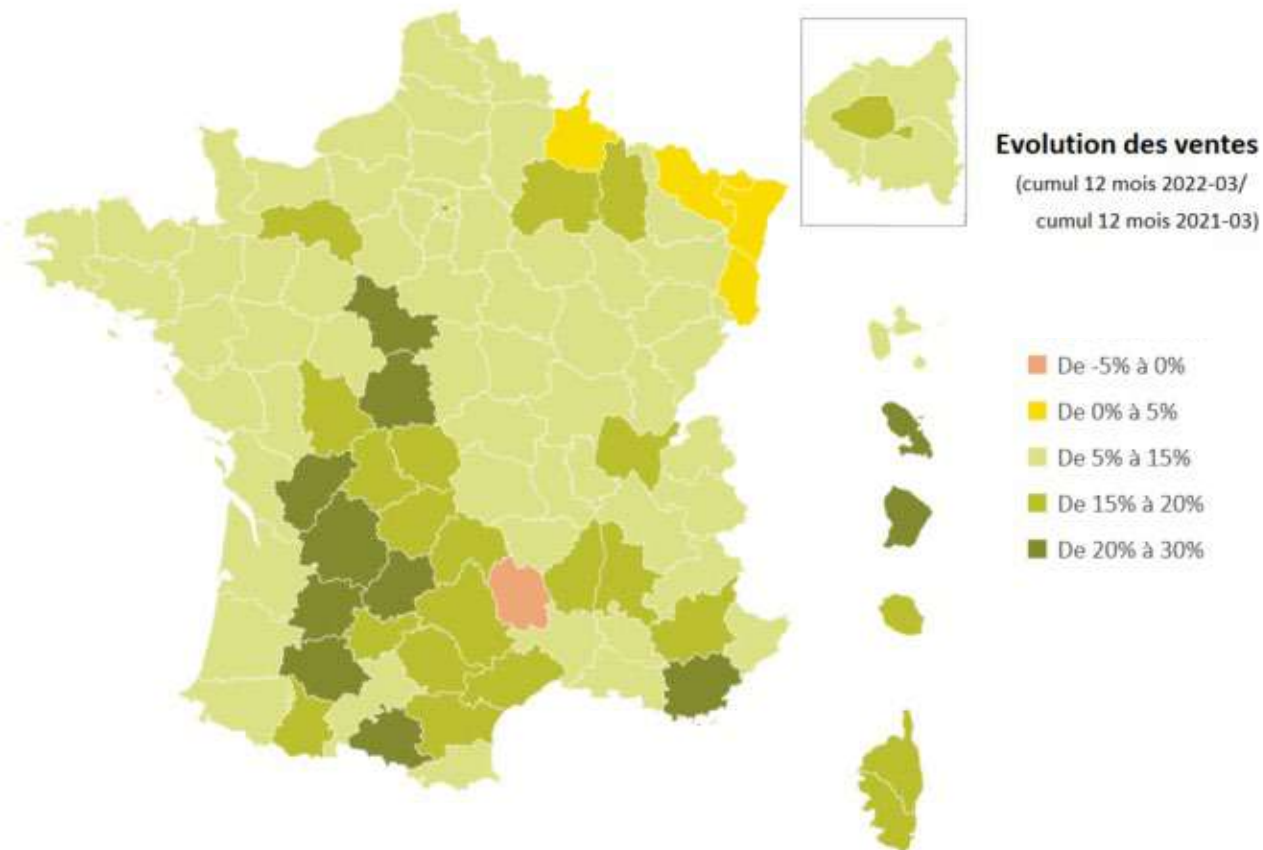 Evolution des ventes
(cumul 12 mois 2022-03/
cumul 12 mois 2021-03)
De -5% à 0%
De 0% à 5%
De 5% à 15%
De 15% à 20%
De 20% à 30%